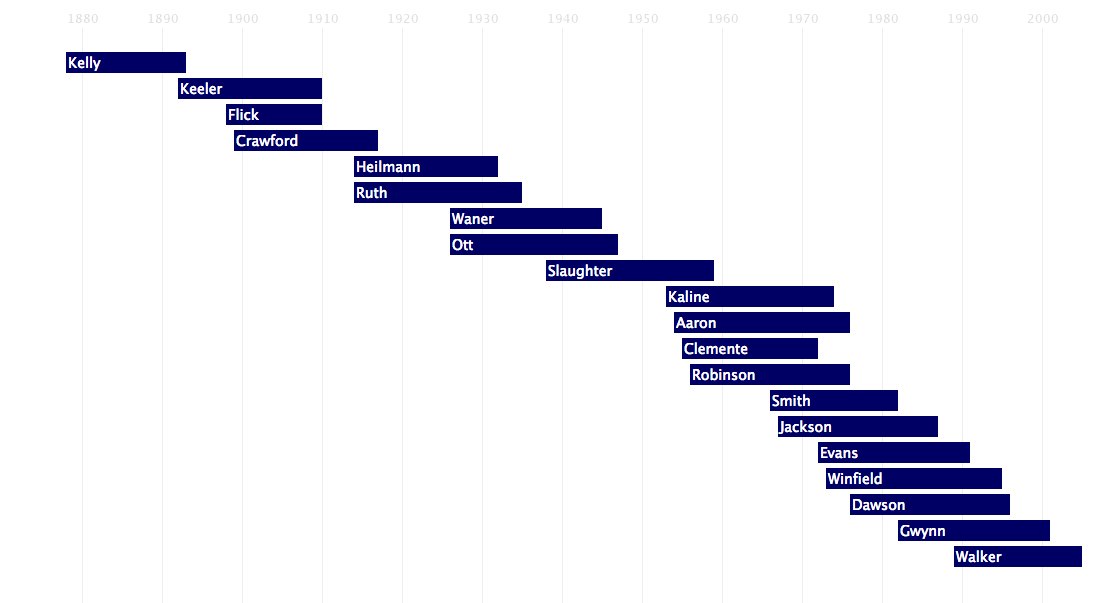 1880 1890 1900 1910 1920 1930 1940 1950 1960 1970 1980 1990 2000
Kelly
Keeler
Flick
Crawford
Heilmann
Ruth
Waner
Ott
Slaughter
Kaline
Aaron
Clemente
Robinson
Smith
Jackson
Evans
Winfield
Dawson
Gwynn
Walker